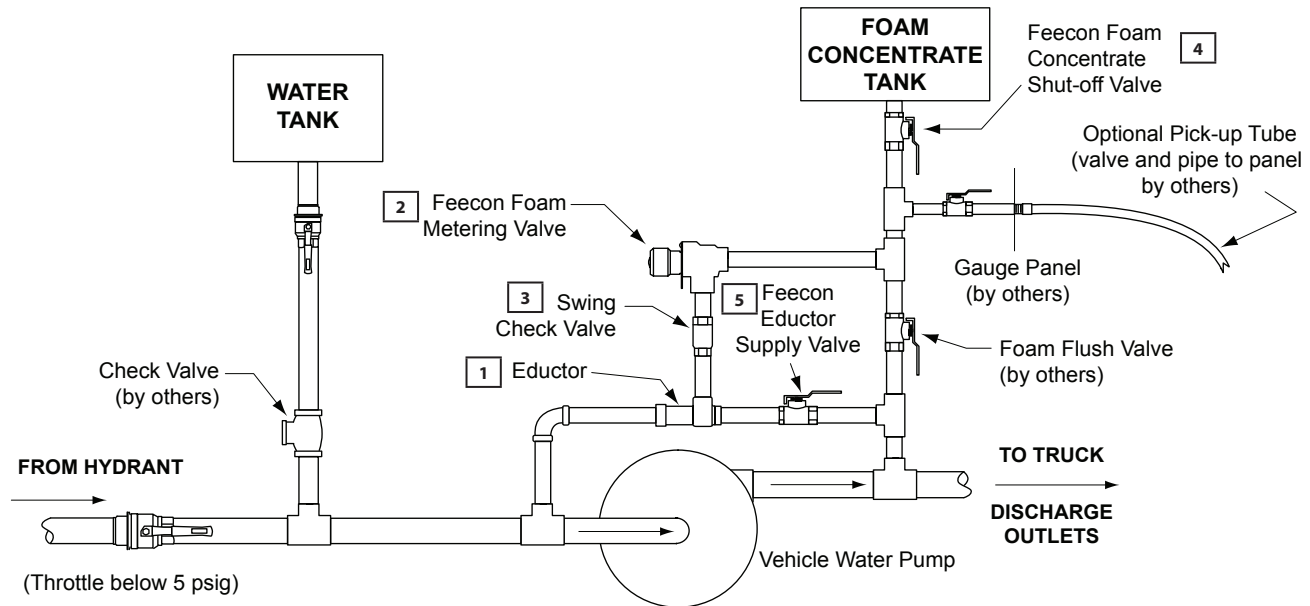 WATER
TANK
FOAM
CONCENTRATE
TANK
Feecon Foam
Concentrate
Shut-off Valve
4
Optional Pick-up Tube
(valve and pipe to panel
by others)
2
Feecon Foam
Metering Valve
Gauge Panel
(by others)
3
Swing
Check Valve
5
Feecon
Eductor
Supply Valve
Foam Flush Valve
(by others)
1
Eductor
Check Valve
(by others)
FROM HYDRANT
TO TRUCK
DISCHARGE
OUTLETS
Vehicle Water Pump
(Throttle below 5 psig)